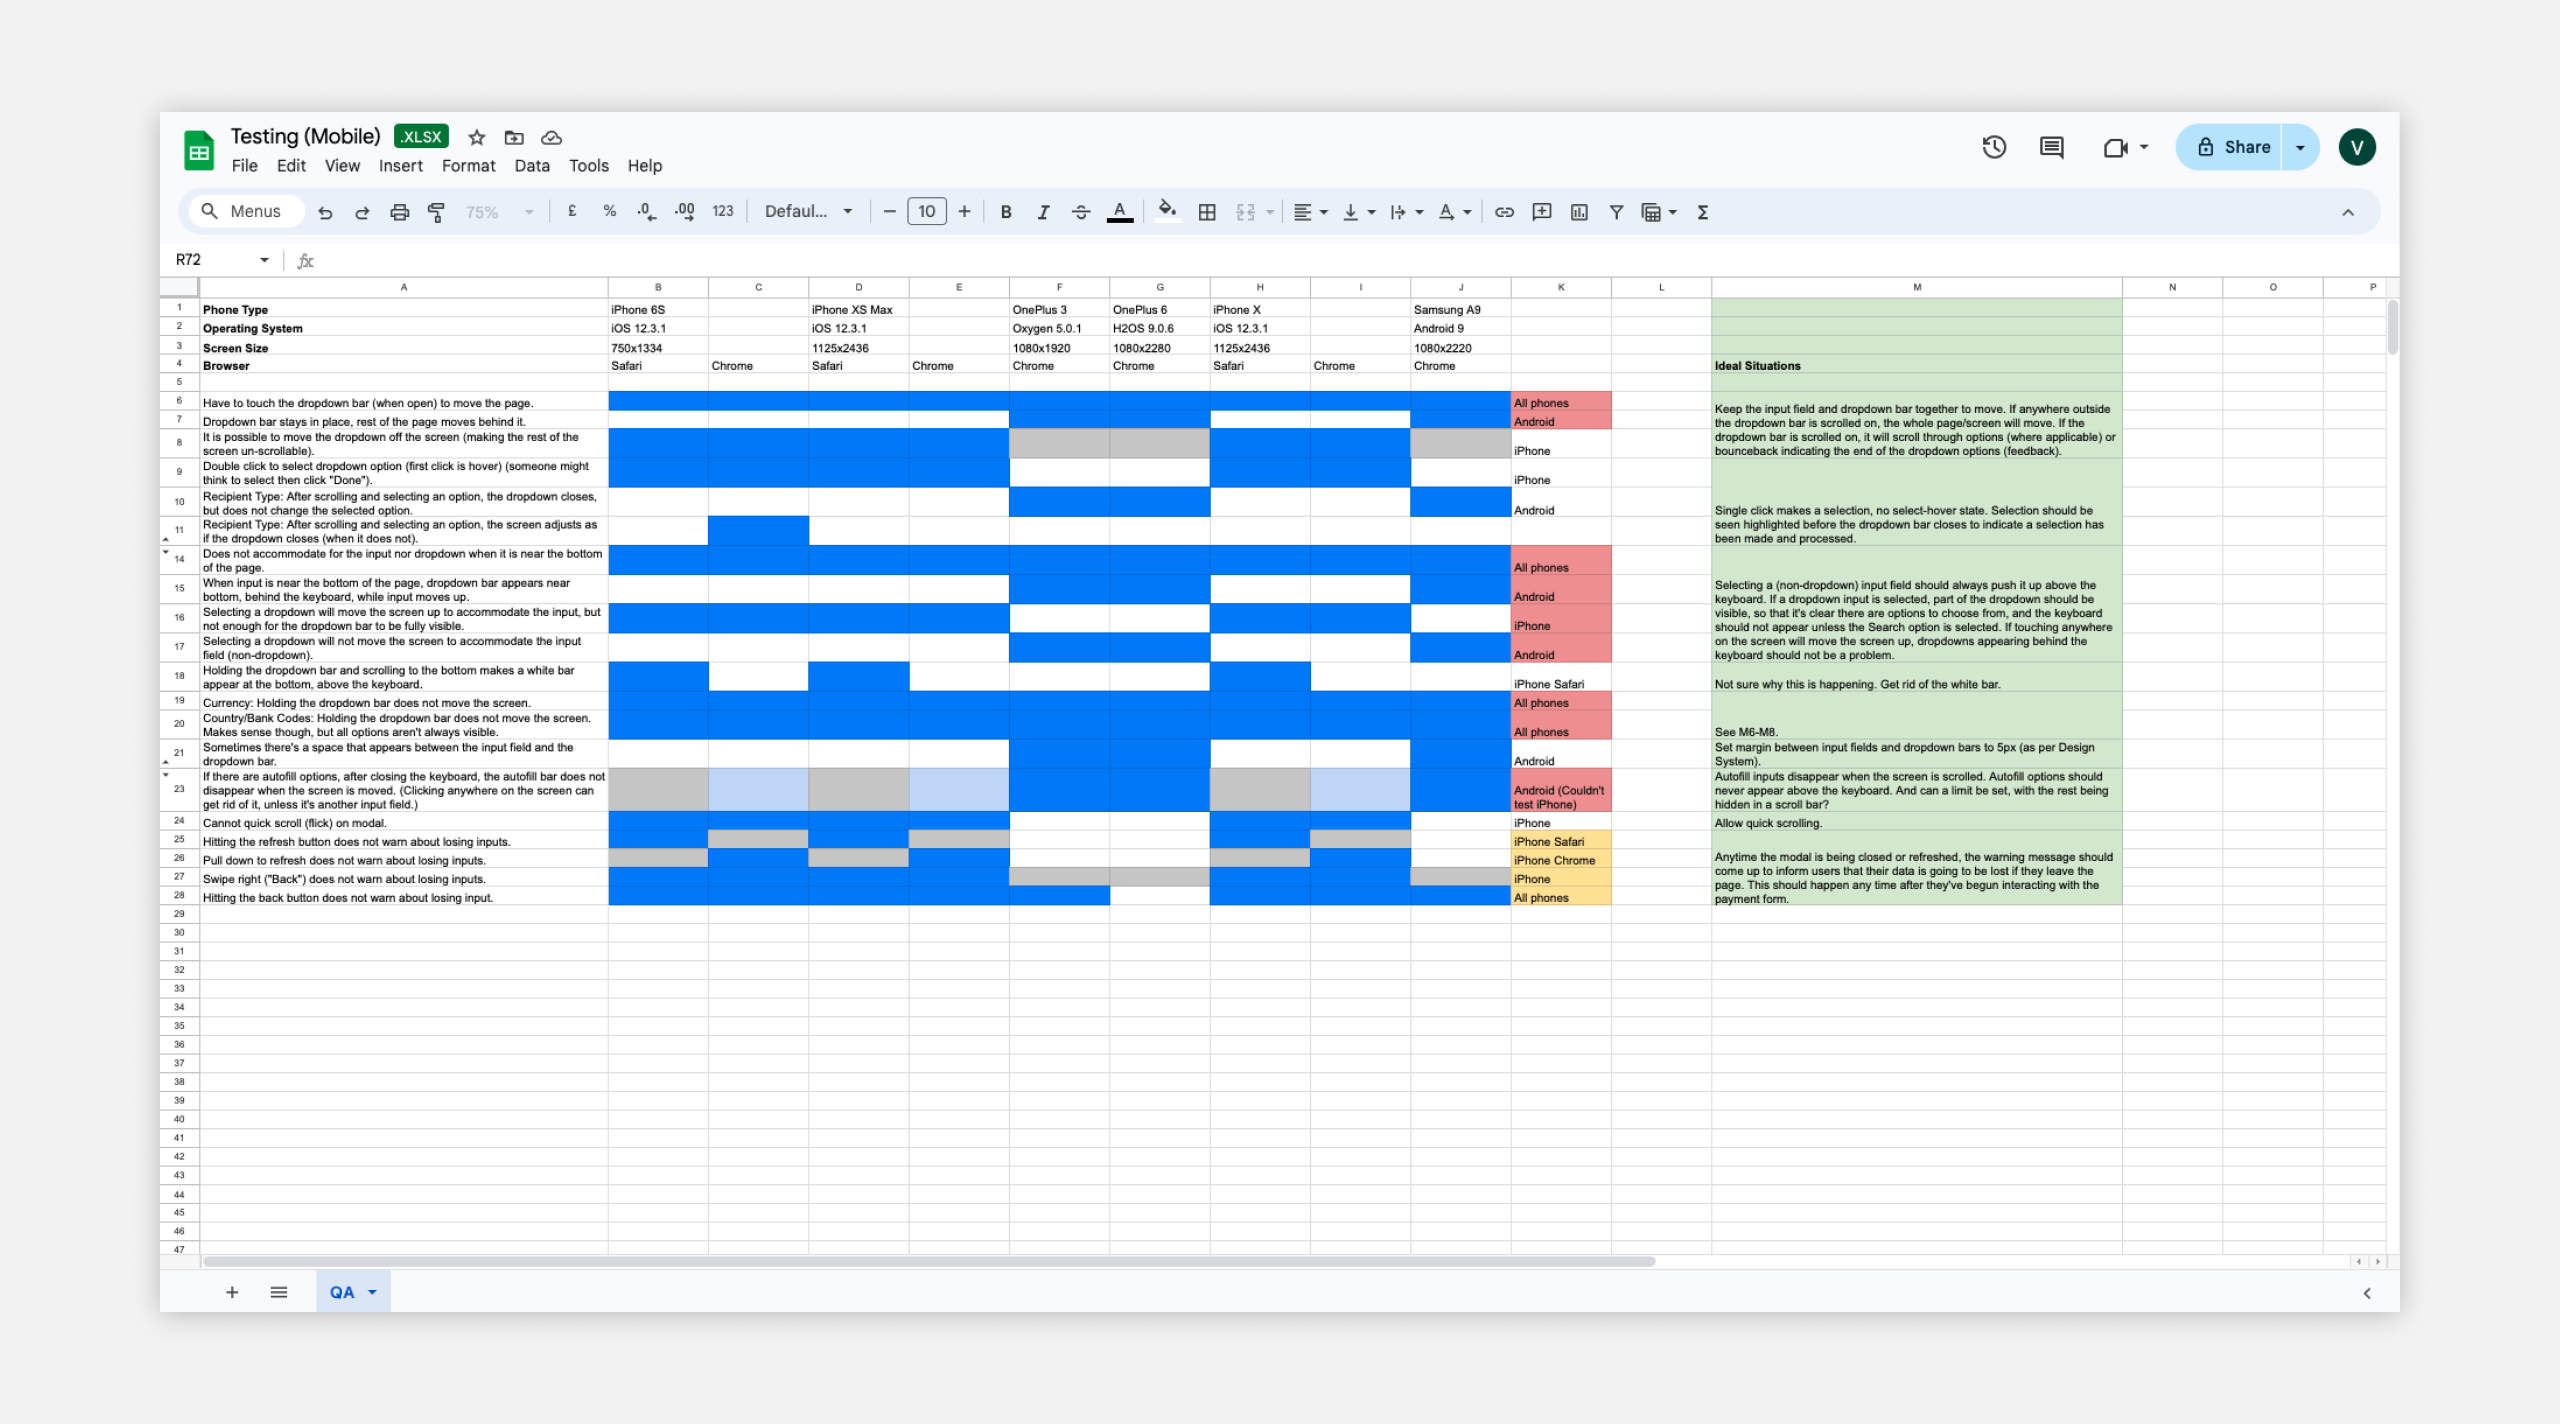 Testing (Mobile) .XLSX
File Edit View Insert Format Data Tools Help
Share
V
Menus 75% £ % .0 .00 123 Defaul... 10 B I A A Σ
R72 fx
A B C D E F G H I J K L M N O P
1 Phone Type iPhone 6S iPhone XS Max OnePlus 3 OnePlus 6 iPhone X Samsung A9
2 Operating System iOS 12.3.1 iOS 12.3.1 Oxygen 5.0.1 H2OS 9.0.6 iOS 12.3.1 Android 9
3 Screen Size 750x1334 1125x2436 1080x1920 1080x2280 1125x2436 1080x2220
4 Browser Safari Chrome Safari Chrome Chrome Chrome Safari Chrome Chrome Ideal Situations
5
6 Have to touch the dropdown bar (when open) to move the page. All phones
7 Dropdown bar stays in place, rest of the page moves behind it. Android
8 It is possible to move the dropdown off the screen (making the rest of the
screen un-scrollable). iPhone
Keep the input field and dropdown bar together to move. If anywhere outside
the dropdown bar is scrolled on, the whole page/screen will move. If the
dropdown bar is scrolled on, it will scroll through options (where applicable) or
bounceback indicating the end of the dropdown options (feedback).
9 Double click to select dropdown option (first click is hover) (someone might
think to select then click "Done"). iPhone
10 Recipient Type: After scrolling and selecting an option, the dropdown closes,
but does not change the selected option. Android
11 Recipient Type: After scrolling and selecting an option, the screen adjusts as
if the dropdown closes (when it does not).
Single click makes a selection, no select-hover state. Selection should be
seen highlighted before the dropdown bar closes to indicate a selection has
been made and processed.
14 Does not accommodate for the input nor dropdown when it is near the bottom
of the page. All phones
15 When input is near the bottom of the page, dropdown bar appears near
bottom, behind the keyboard, while input moves up. Android
16 Selecting a dropdown will move the screen up to accommodate the input, but
not enough for the dropdown bar to be fully visible. iPhone
17 Selecting a dropdown will not move the screen to accommodate the input
field (non-dropdown). Android
Selecting a (non-dropdown) input field should always push it up above the
keyboard. If a dropdown input is selected, part of the dropdown should be
visible, so that it's clear there are options to choose from, and the keyboard
should not appear unless the Search option is selected. If touching anywhere
on the screen will move the screen up, dropdowns appearing behind the
keyboard should not be a problem.
18 Holding the dropdown bar and scrolling to the bottom makes a white bar
appear at the bottom, above the keyboard. iPhone Safari Not sure why this is happening. Get rid of the white bar.
19 Currency: Holding the dropdown bar does not move the screen. All phones
20 Country/Bank Codes: Holding the dropdown bar does not move the screen.
Makes sense though, but all options aren't always visible. All phones See M6-M8.
21 Sometimes there's a space that appears between the input field and the
dropdown bar. Android
Set margin between input fields and dropdown bars to 5px (as per Design
System).
23 If there are autofill options, after closing the keyboard, the autofill bar does not
disappear when the screen is moved. (Clicking anywhere on the screen can
get rid of it, unless it's another input field.)
Android (Couldn't
test iPhone)
Autofill inputs disappear when the screen is scrolled. Autofill options should
never appear above the keyboard. And can a limit be set, with the rest being
hidden in a scroll bar?
24 Cannot quick scroll (flick) on modal. iPhone Allow quick scrolling.
25 Hitting the refresh button does not warn about losing inputs. iPhone Safari
26 Pull down to refresh does not warn about losing inputs. iPhone Chrome
27 Swipe right ("Back") does not warn about losing inputs. iPhone
28 Hitting the back button does not warn about losing input. All phones
Anytime the modal is being closed or refreshed, the warning message should
come up to inform users that their data is going to be lost if they leave the
page. This should happen any time after they've begun interacting with the
payment form.
29
30
31
32
33
34
35
36
37
38
39
40
41
42
43
44
45
46
47
QA